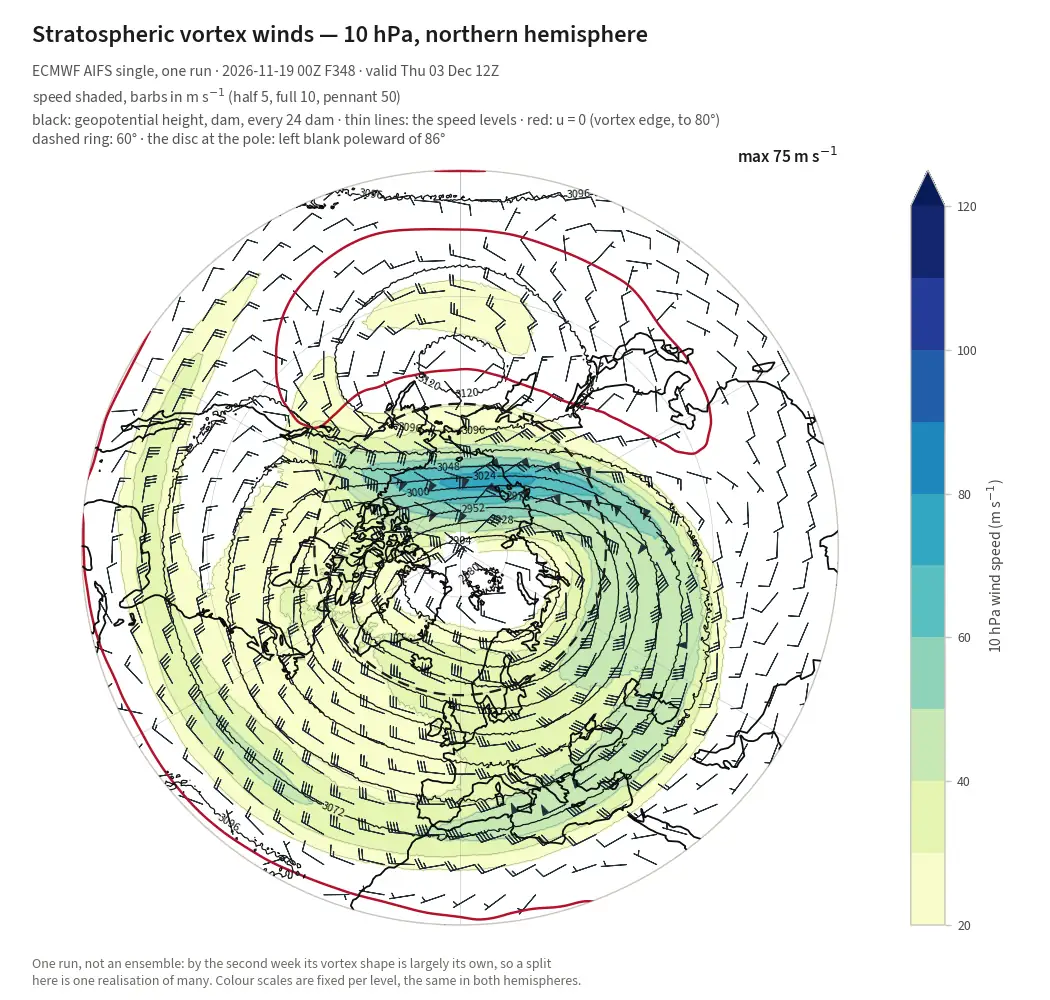 Stratospheric vortex winds — 10 hPa, northern hemisphere
ECMWF AIFS single, one run · 2026-11-19 00Z F348 · valid Thu 03 Dec 12Z
speed shaded, barbs in m s⁻¹ (half 5, full 10, pennant 50)
black: geopotential height, dam, every 24 dam · thin lines: the speed levels · red: u = 0 (vortex edge, to 80°)
dashed ring: 60° · the disc at the pole: left blank poleward of 86°
max 75 m s⁻¹
120
100
80
60
40
20
10 hPa wind speed (m s⁻¹)
3096
3096
3120
3120
3096
3096
3048
3024
3000
2952
2928
2904
3072
3096
One run, not an ensemble: by the second week its vortex shape is largely its own, so a split
here is one realisation of many. Colour scales are fixed per level, the same in both hemispheres.